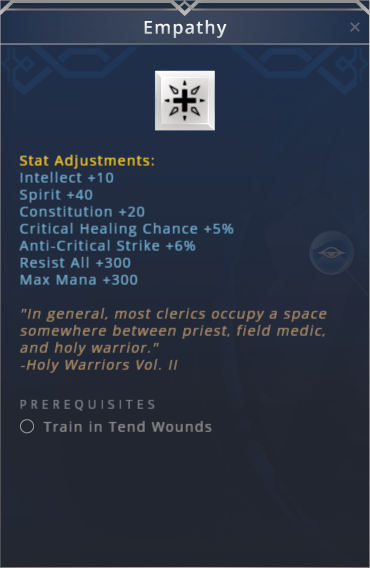 Empathy
Stat Adjustments:
Intellect +10
Spirit +40
Constitution +20
Critical Healing Chance +5%
Anti-Critical Strike +6%
Resist All +300
Max Mana +300
"In general, most clerics occupy a space
somewhere between priest, field medic,
and holy warrior."
-Holy Warriors Vol. II
PREREQUISITES
Train in Tend Wounds